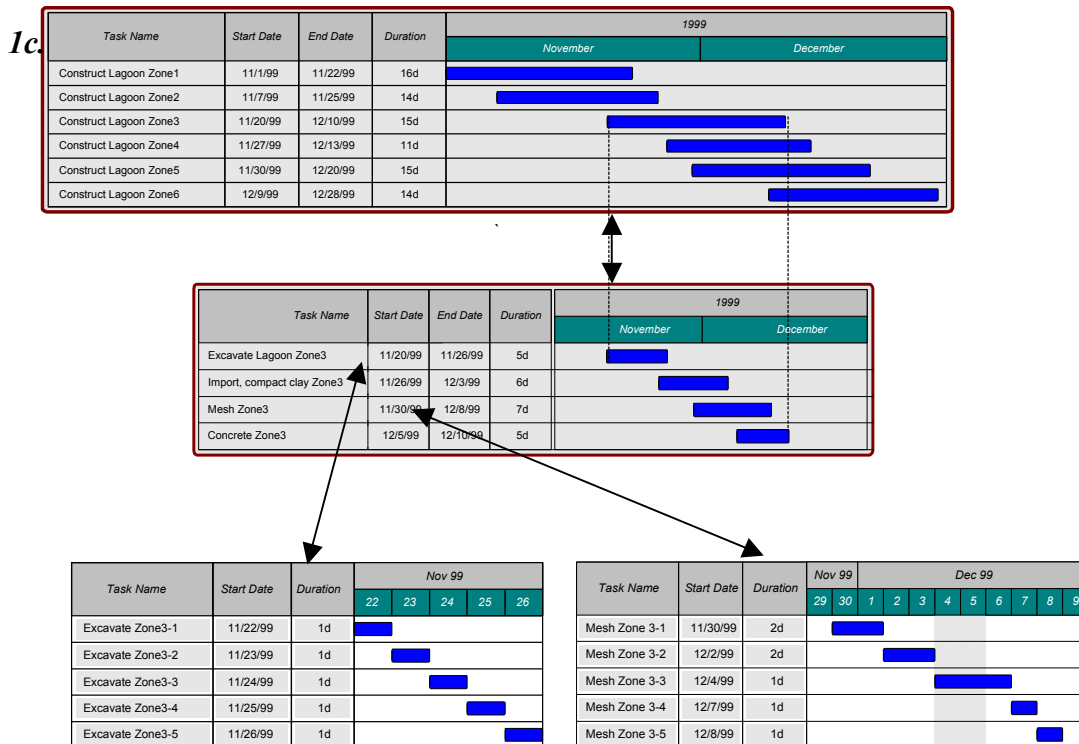 1c.
Task Name Start Date End Date Duration 1999
November December
Construct Lagoon Zone1 11/1/99 11/22/99 16d
Construct Lagoon Zone2 11/7/99 11/25/99 14d
Construct Lagoon Zone3 11/20/99 12/10/99 15d
Construct Lagoon Zone4 11/27/99 12/13/99 11d
Construct Lagoon Zone5 11/30/99 12/20/99 15d
Construct Lagoon Zone6 12/9/99 12/28/99 14d
Task Name Start Date End Date Duration 1999
November December
Excavate Lagoon Zone3 11/20/99 11/26/99 5d
Import, compact clay Zone3 11/26/99 12/3/99 6d
Mesh Zone3 11/30/99 12/8/99 7d
Concrete Zone3 12/5/99 12/10/99 5d
Task Name Start Date Duration Nov 99
22 23 24 25 26
Excavate Zone3-1 11/22/99 1d
Excavate Zone3-2 11/23/99 1d
Excavate Zone3-3 11/24/99 1d
Excavate Zone3-4 11/25/99 1d
Excavate Zone3-5 11/26/99 1d
Task Name Start Date Duration Nov 99 Dec 99
29 30 1 2 3 4 5 6 7 8 9
Mesh Zone 3-1 11/30/99 2d
Mesh Zone 3-2 12/2/99 2d
Mesh Zone 3-3 12/4/99 1d
Mesh Zone 3-4 12/7/99 1d
Mesh Zone 3-5 12/8/99 1d